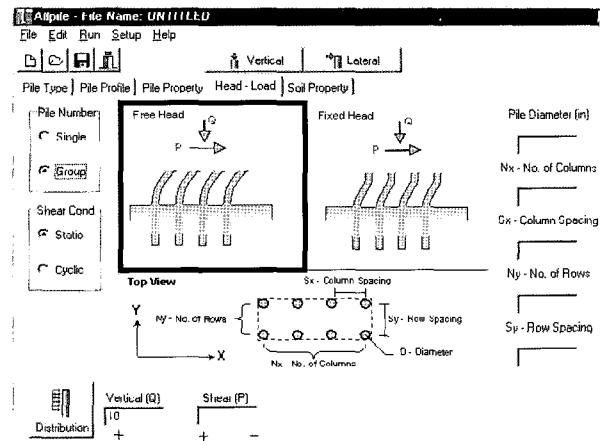 Allpile - File Name: UNTITLED
File Edit Run Setup Help
Vertical Lateral
Pile Type Pile Profile Pile Property Head - Load Soil Property
Pile Number
Single
Group
Shear Cond
Static
Cyclic
Free Head
Q
P
Fixed Head
Q
P
Pile Diameter (in)
Nx - No. of Columns
Sx - Column Spacing
Ny - No. of Rows
Sy - Row Spacing
Top View
Sx - Column Spacing
Y
Ny - No. of Rows
Sy - Row Spacing
X
Nx - No. of Columns
D - Diameter
Distribution
Vertical (Q)
10
+
Shear (P)
+ -